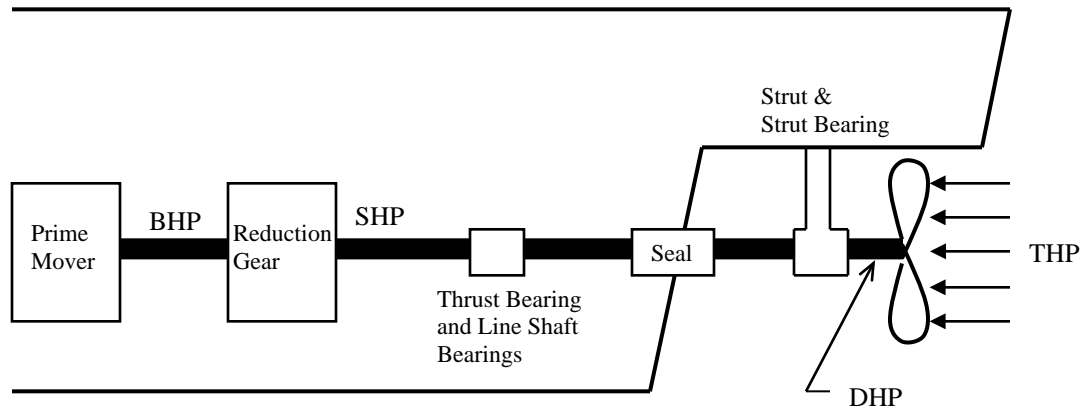 Strut &
Strut Bearing
Prime
Mover
BHP
Reduction
Gear
SHP
Seal
THP
Thrust Bearing
and Line Shaft
Bearings
DHP